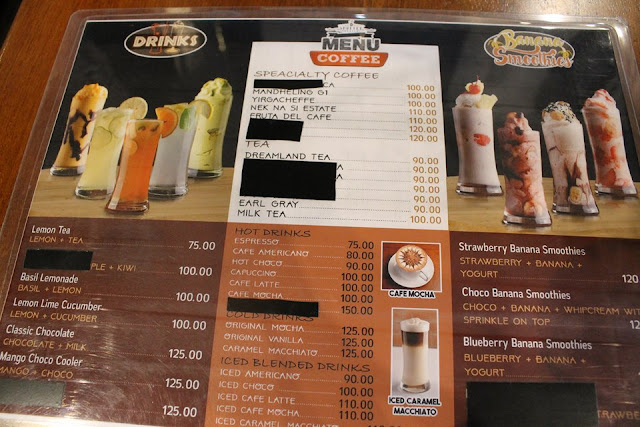 DRINKS
Lemon Tea 75.00
LEMON + TEA
PLE + KIWI 100.00
Basil Lemonade 100.00
BASIL + LEMON
Lemon Lime Cucumber 100.00
LEMON + CUCUMBER
Classic Chocolate 125.00
CHOCOLATE + MILK
Mango Choco Cooler 125.00
MANGO + CHOCO
125.00
MENU
COFFEE
SPEACIALTY COFFEE
CA 100.00
MANDHELING G1 100.00
YIRGACHEFFE 100.00
NEK NA SI ESTATE 110.00
FRUTA DEL CAFE 110.00
120.00
120.00
TEA
DREAMLAND TEA 90.00
A 90.00
A 90.00
90.00
EARL GRAY 90.00
MILK TEA 100.00
HOT DRINKS
ESPRESSO 75.00
CAFE AMERICANO 80.00
HOT CHOCO 90.00
CAPUCCINO 100.00
CAFE LATTE 100.00
CAFE MOCHA 100.00
150.00
COLD DRINKS
ORIGINAL MOCHA 125.00
ORIGINAL VANILLA 125.00
CARAMEL MACCHIATO 125.00
ICED BLENDED DRINKS
ICED AMERICANO 90.00
ICED CHOCO 100.00
ICED CAFE LATTE 110.00
ICED CAFE MOCHA 110.00
ICED CARAMEL MACCHIATO
CAFE MOCHA
ICED CARAMEL
MACCHIATO
Banana
Smoothies
Strawberry Banana Smoothies
STRAWBERRY + BANANA +
YOGURT 120
Choco Banana Smoothies
CHOCO + BANANA + WHIPCREAM WIT
SPRINKLE ON TOP 120.
Blueberry Banana Smoothies
BLUEBERRY + BANANA +
YOGURT
STRAWBE